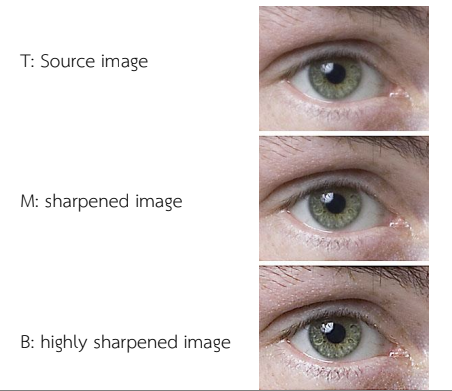 T: Source image
M: sharpened image
B: highly sharpened image